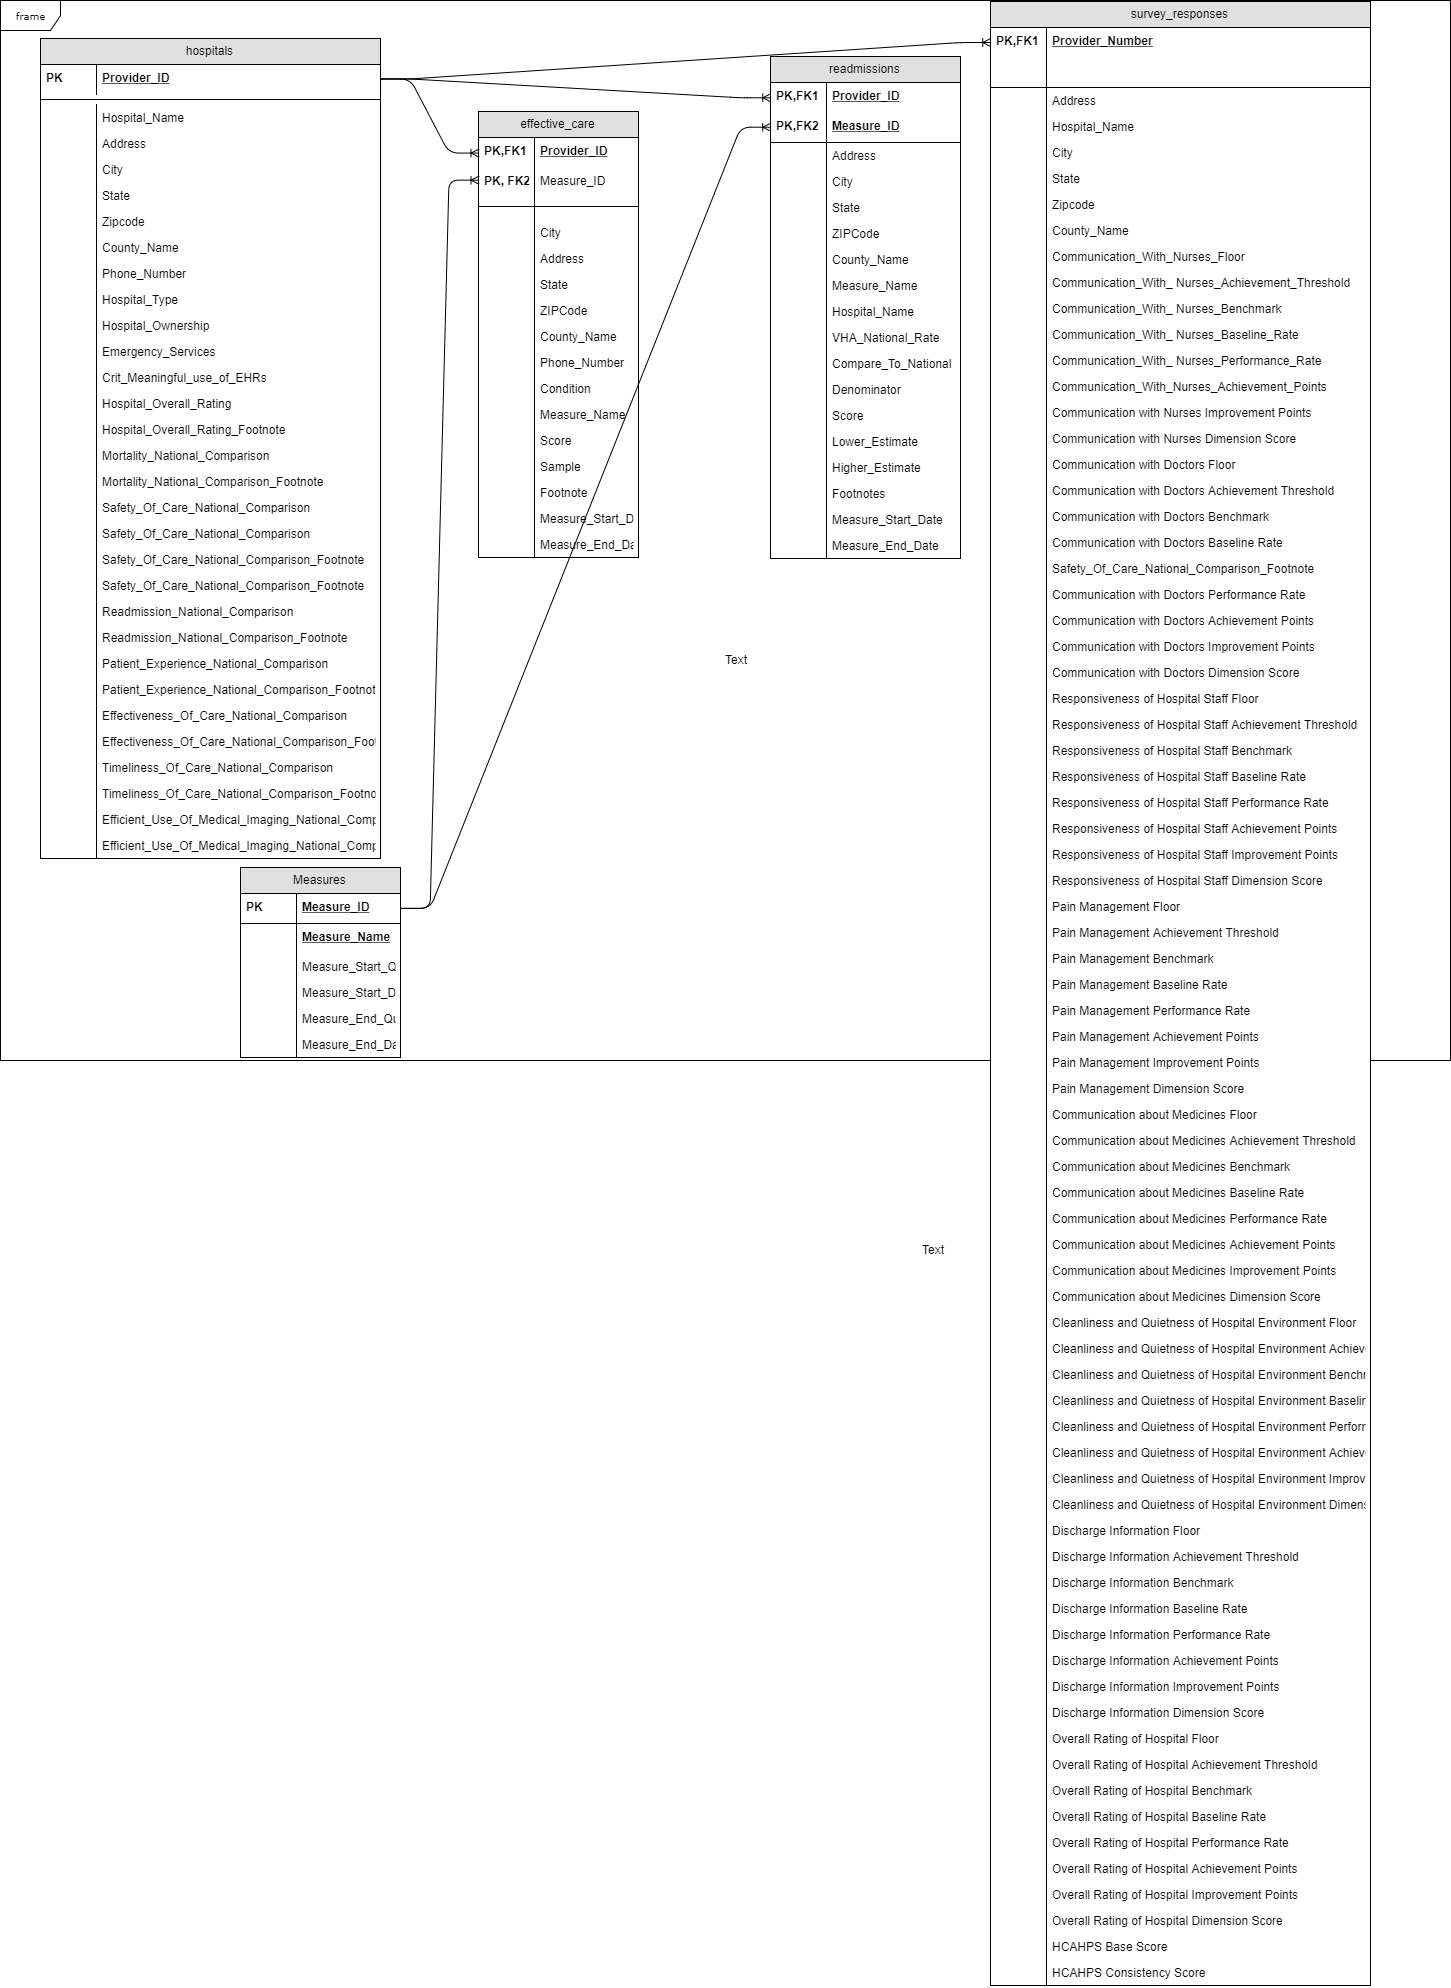 frame
hospitals
PK Provider_ID
Hospital_Name
Address
City
State
Zipcode
County_Name
Phone_Number
Hospital_Type
Hospital_Ownership
Emergency_Services
Crit_Meaningful_use_of_EHRs
Hospital_Overall_Rating
Hospital_Overall_Rating_Footnote
Mortality_National_Comparison
Mortality_National_Comparison_Footnote
Safety_Of_Care_National_Comparison
Safety_Of_Care_National_Comparison
Safety_Of_Care_National_Comparison_Footnote
Safety_Of_Care_National_Comparison_Footnote
Readmission_National_Comparison
Readmission_National_Comparison_Footnote
Patient_Experience_National_Comparison
Patient_Experience_National_Comparison_Footnot
Effectiveness_Of_Care_National_Comparison
Effectiveness_Of_Care_National_Comparison_Foot
Timeliness_Of_Care_National_Comparison
Timeliness_Of_Care_National_Comparison_Footno
Efficient_Use_Of_Medical_Imaging_National_Comp
Efficient_Use_Of_Medical_Imaging_National_Comp
Measures
PK Measure_ID
Measure_Name
Measure_Start_Q
Measure_Start_D
Measure_End_Qu
Measure_End_Da
effective_care
PK,FK1 Provider_ID
PK, FK2 Measure_ID
City
Address
State
ZIPCode
County_Name
Phone_Number
Condition
Measure_Name
Score
Sample
Footnote
Measure_Start_D
Measure_End_Da
readmissions
PK,FK1 Provider_ID
PK,FK2 Measure_ID
Address
City
State
ZIPCode
County_Name
Measure_Name
Hospital_Name
VHA_National_Rate
Compare_To_National
Denominator
Score
Lower_Estimate
Higher_Estimate
Footnotes
Measure_Start_Date
Measure_End_Date
Text
Text
survey_responses
PK,FK1 Provider_Number
Address
Hospital_Name
City
State
Zipcode
County_Name
Communication_With_Nurses_Floor
Communication_With_ Nurses_Achievement_Threshold
Communication_With_ Nurses_Benchmark
Communication_With_ Nurses_Baseline_Rate
Communication_With_ Nurses_Performance_Rate
Communication_With_Nurses_Achievement_Points
Communication with Nurses Improvement Points
Communication with Nurses Dimension Score
Communication with Doctors Floor
Communication with Doctors Achievement Threshold
Communication with Doctors Benchmark
Communication with Doctors Baseline Rate
Safety_Of_Care_National_Comparison_Footnote
Communication with Doctors Performance Rate
Communication with Doctors Achievement Points
Communication with Doctors Improvement Points
Communication with Doctors Dimension Score
Responsiveness of Hospital Staff Floor
Responsiveness of Hospital Staff Achievement Threshold
Responsiveness of Hospital Staff Benchmark
Responsiveness of Hospital Staff Baseline Rate
Responsiveness of Hospital Staff Performance Rate
Responsiveness of Hospital Staff Achievement Points
Responsiveness of Hospital Staff Improvement Points
Responsiveness of Hospital Staff Dimension Score
Pain Management Floor
Pain Management Achievement Threshold
Pain Management Benchmark
Pain Management Baseline Rate
Pain Management Performance Rate
Pain Management Achievement Points
Pain Management Improvement Points
Pain Management Dimension Score
Communication about Medicines Floor
Communication about Medicines Achievement Threshold
Communication about Medicines Benchmark
Communication about Medicines Baseline Rate
Communication about Medicines Performance Rate
Communication about Medicines Achievement Points
Communication about Medicines Improvement Points
Communication about Medicines Dimension Score
Cleanliness and Quietness of Hospital Environment Floor
Cleanliness and Quietness of Hospital Environment Achiev
Cleanliness and Quietness of Hospital Environment Benchr
Cleanliness and Quietness of Hospital Environment Baselin
Cleanliness and Quietness of Hospital Environment Perforr
Cleanliness and Quietness of Hospital Environment Achiev
Cleanliness and Quietness of Hospital Environment Improv
Cleanliness and Quietness of Hospital Environment Dimens
Discharge Information Floor
Discharge Information Achievement Threshold
Discharge Information Benchmark
Discharge Information Baseline Rate
Discharge Information Performance Rate
Discharge Information Achievement Points
Discharge Information Improvement Points
Discharge Information Dimension Score
Overall Rating of Hospital Floor
Overall Rating of Hospital Achievement Threshold
Overall Rating of Hospital Benchmark
Overall Rating of Hospital Baseline Rate
Overall Rating of Hospital Performance Rate
Overall Rating of Hospital Achievement Points
Overall Rating of Hospital Improvement Points
Overall Rating of Hospital Dimension Score
HCAHPS Base Score
HCAHPS Consistency Score